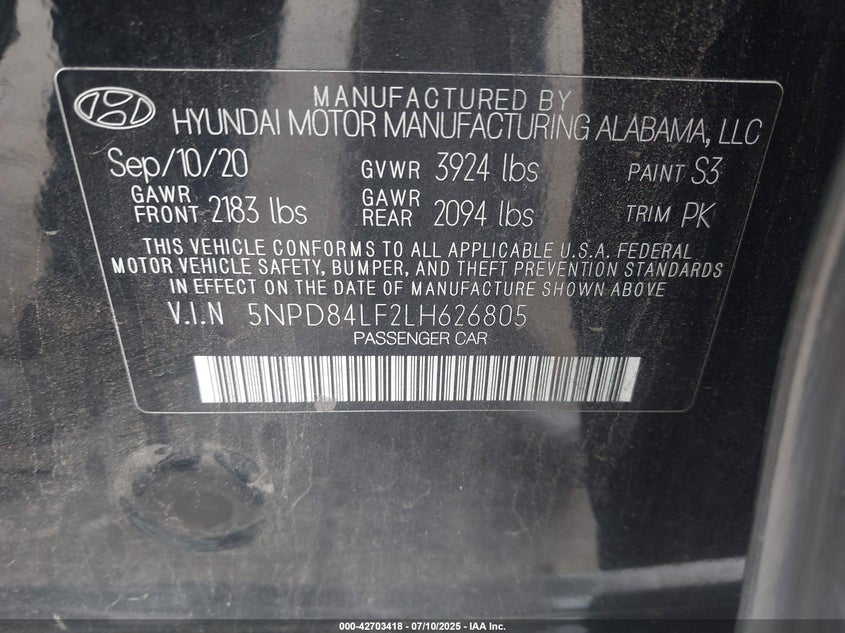 MANUFACTURED BY
HYUNDAI MOTOR MANUFACTURING ALABAMA, LLC
Sep/10/20 GVWR 3924 lbs PAINT S3
GAWR FRONT 2183 lbs GAWR REAR 2094 lbs TRIM PK
THIS VEHICLE CONFORMS TO ALL APPLICABLE U.S.A. FEDERAL
MOTOR VEHICLE SAFETY, BUMPER, AND THEFT PREVENTION STANDARDS
IN EFFECT ON THE DATE OF MANUFACTURE SHOWN ABOVE
V.I.N 5NPD84LF2LH626805
PASSENGER CAR
000-42703418 - 07/10/2025 - IAA Inc.